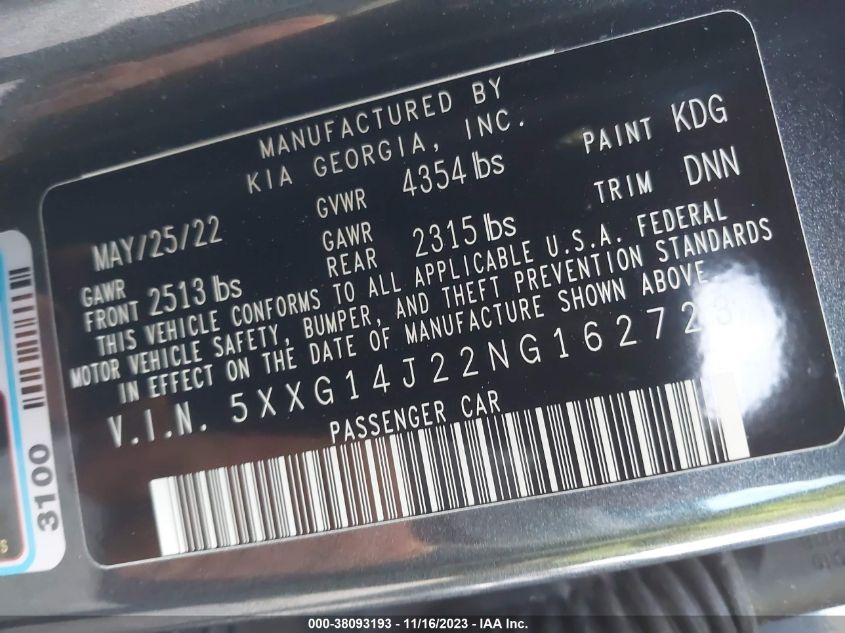 MANUFACTURED BY
KIA GEORGIA, INC.
MAY/25/22 GVWR 4354 lbs PAINT KDG
GAWR FRONT 2513 lbs GAWR REAR 2315 lbs TRIM DNN
THIS VEHICLE CONFORMS TO ALL APPLICABLE U.S.A. FEDERAL
MOTOR VEHICLE SAFETY, BUMPER, AND THEFT PREVENTION STANDARDS
IN EFFECT ON THE DATE OF MANUFACTURE SHOWN ABOVE
V.I.N. 5XXG14J22NG162723
PASSENGER CAR
3100
000-38093193 - 11/16/2023 - IAA Inc.